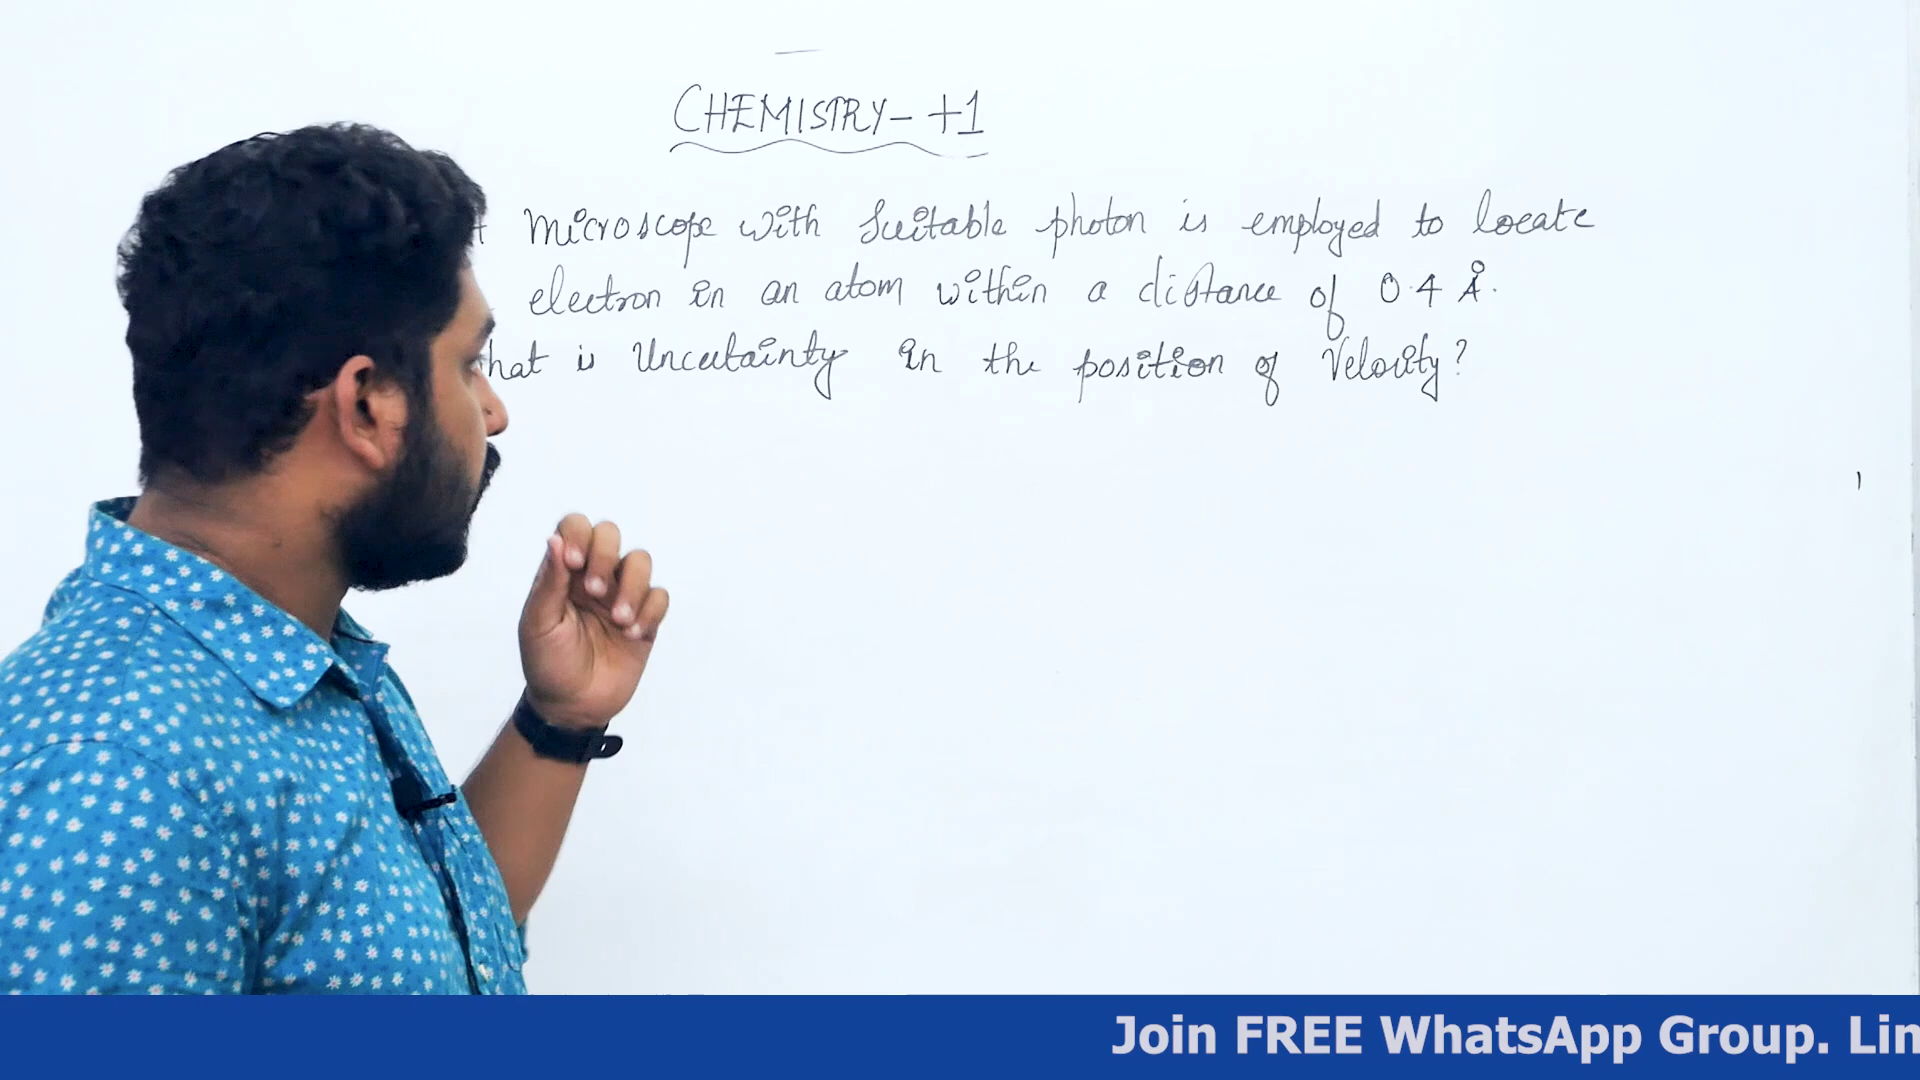 CHEMISTRY- +1
Microscope with Suitable photon is employed to locate
electron in an atom within a distance of 0.4 Å.
hat is Uncertainty in the position of Velocity?
Join FREE WhatsApp Group. Lin